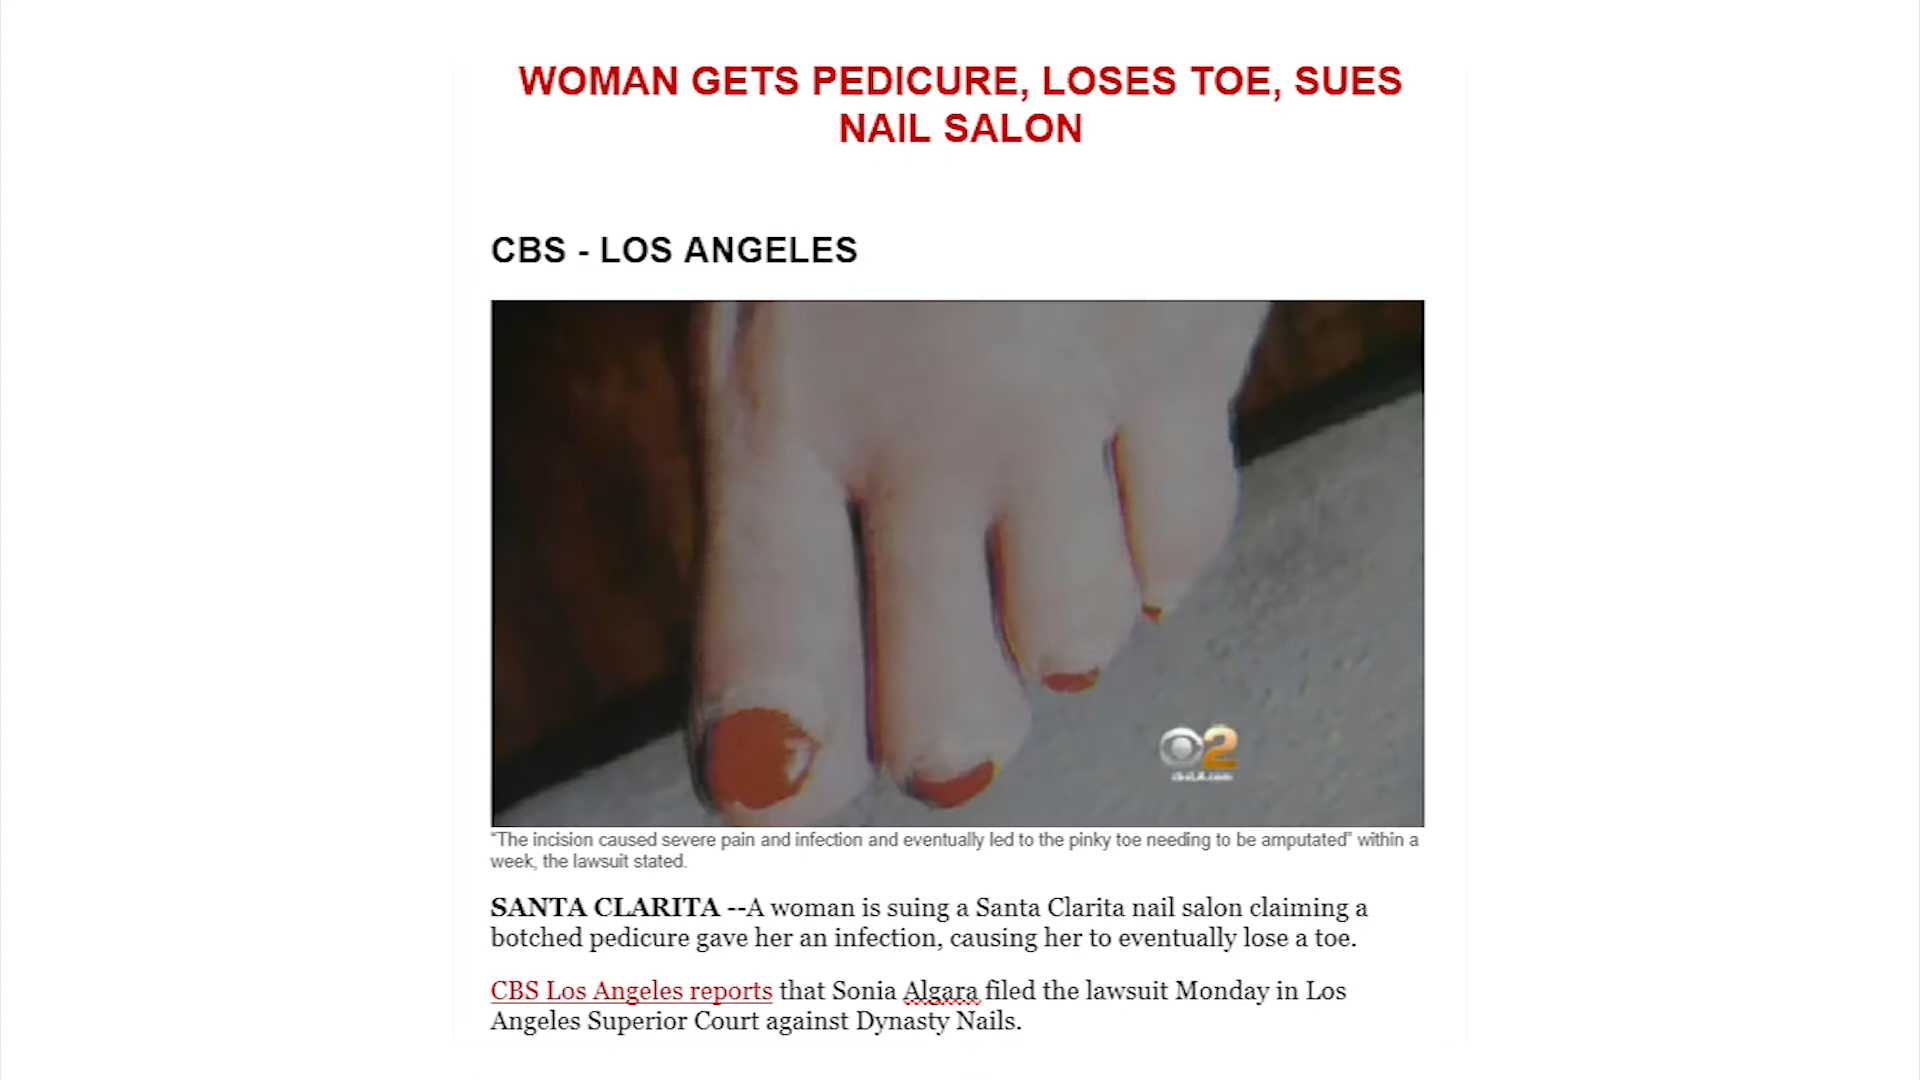 WOMAN GETS PEDICURE, LOSES TOE, SUES
NAIL SALON
CBS - LOS ANGELES
2
cbsLA.com
"The incision caused severe pain and infection and eventually led to the pinky toe needing to be amputated" within a
week, the lawsuit stated.
SANTA CLARITA --A woman is suing a Santa Clarita nail salon claiming a
botched pedicure gave her an infection, causing her to eventually lose a toe.
CBS Los Angeles reports that Sonia Algara filed the lawsuit Monday in Los
Angeles Superior Court against Dynasty Nails.